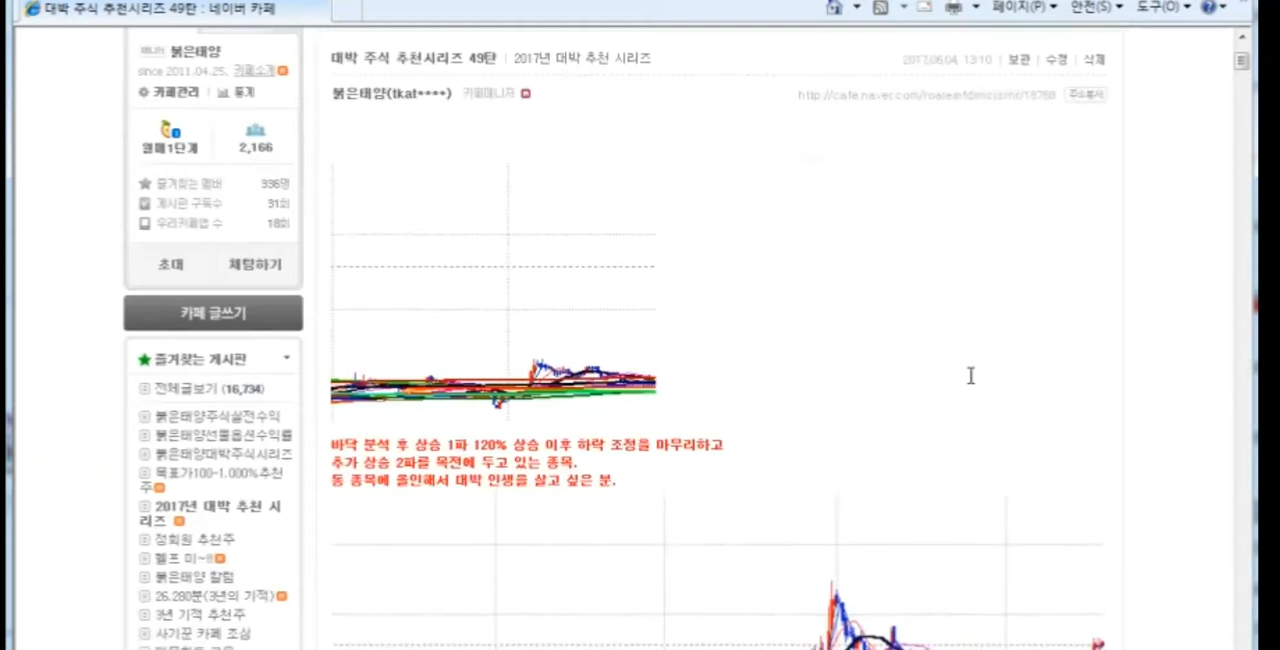 대박 주식 추천시리즈 49탄 : 네이버 카페
페이지(P)
안전(S)
도구(O)
매니저 붉은태양
since 2011.04.25. 카페소개
카페관리 | 통계
열매1단계
2,166
즐겨찾는 멤버 336명
게시판 구독수 31회
우리카페앱 수 18회
초대
채팅하기
카페 글쓰기
즐겨찾는 게시판
전체글보기 (16,734)
붉은태양주식실전수익
붉은태양선물옵션수익률
붉은태양대박주식시리즈
목표가100-1,000%추천
주
2017년 대박 추천 시
리즈
정회원 추천주
헬프 미~!!
붉은태양 칼럼
26,280분(3년의 기적)
3년 기적 추천주
사기꾼 카페 조심
대박 주식 추천시리즈 49탄 | 2017년 대박 추천 시리즈
2017.06.04. 13:10 | 보관 | 수정 | 삭제
붉은태양(tkat****) 카페매니저
주소복사
바닥 분석 후 상승 1파 120% 상승 이후 하락 조정을 마무리하고
추가 상승 2파를 목전에 두고 있는 종목.
동 종목에 올인해서 대박 인생을 살고 싶은 분.